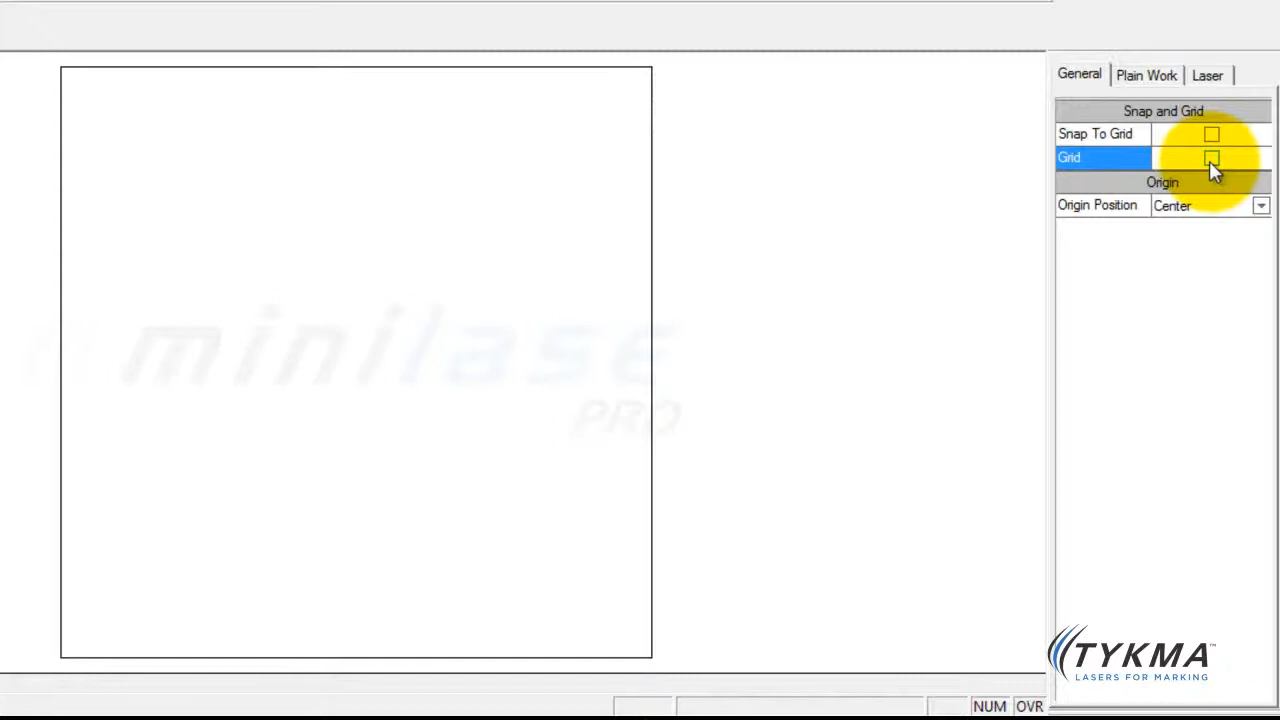 General Plain Work Laser
Snap and Grid
Snap To Grid
Grid
Origin
Origin Position Center
minilase
PRO
TYKMA™
LASERS FOR MARKING
NUM OVR